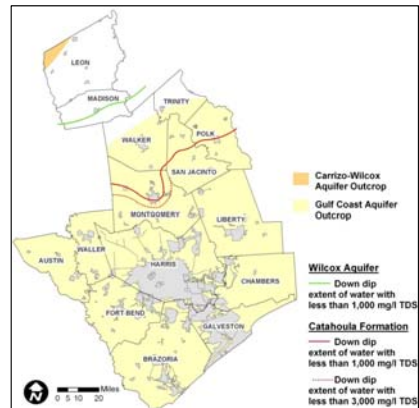 LEON
MADISON
TRINITY
WALKER
POLK
SAN JACINTO
MONTGOMERY
LIBERTY
AUSTIN
WALLER
HARRIS
CHAMBERS
FORT BEND
GALVESTON
BRAZORIA
N
0 5 10 20
Miles
Carrizo-Wilcox
Aquifer Outcrop
Gulf Coast Aquifer
Outcrop
Wilcox Aquifer
Down dip
extent of water with
less than 1,000 mg/l TDS
Catahoula Formation
Down dip
extent of water with
less than 1,000 mg/l TDS
Down dip
extent of water with
less than 3,000 mg/l TDS